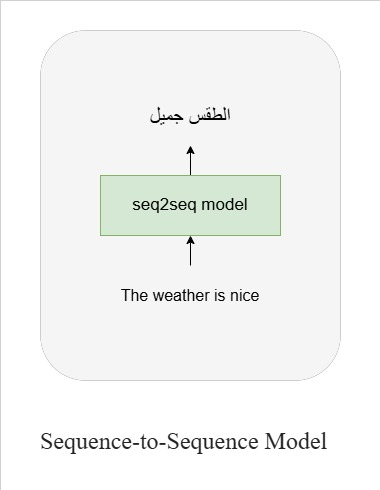 الطقس جميل
seq2seq model
The weather is nice
Sequence-to-Sequence Model